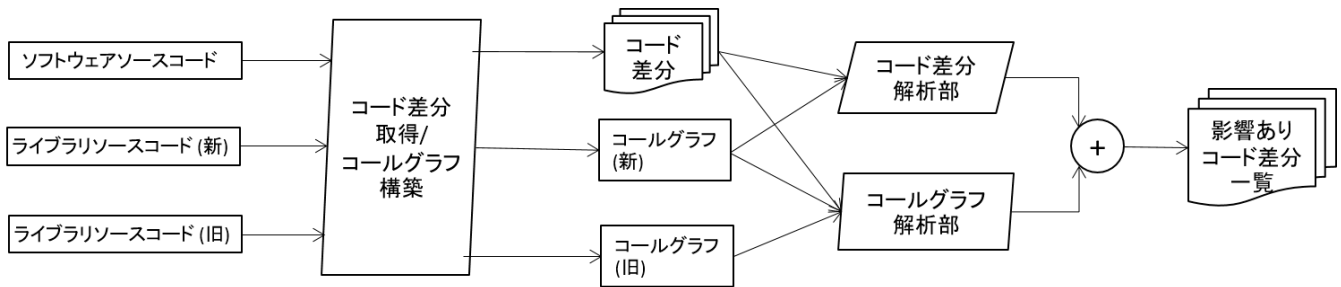 ソフトウェアソースコード
ライブラリソースコード (新)
ライブラリソースコード (旧)
コード差分
取得/
コールグラフ
構築
コード
差分
コールグラフ
(新)
コールグラフ
(旧)
コード差分
解析部
コールグラフ
解析部
+
影響あり
コード差分
一覧